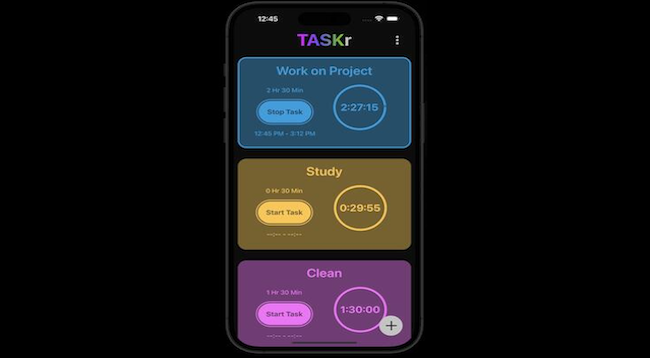 12:45
TASKr
Work on Project
2 Hr 30 Min
Stop Task
2:27:15
12:45 PM - 3:12 PM
Study
0 Hr 30 Min
Start Task
0:29:55
--:-- - --:--
Clean
1 Hr 30 Min
Start Task
1:30:00
--:-- - --:--
+